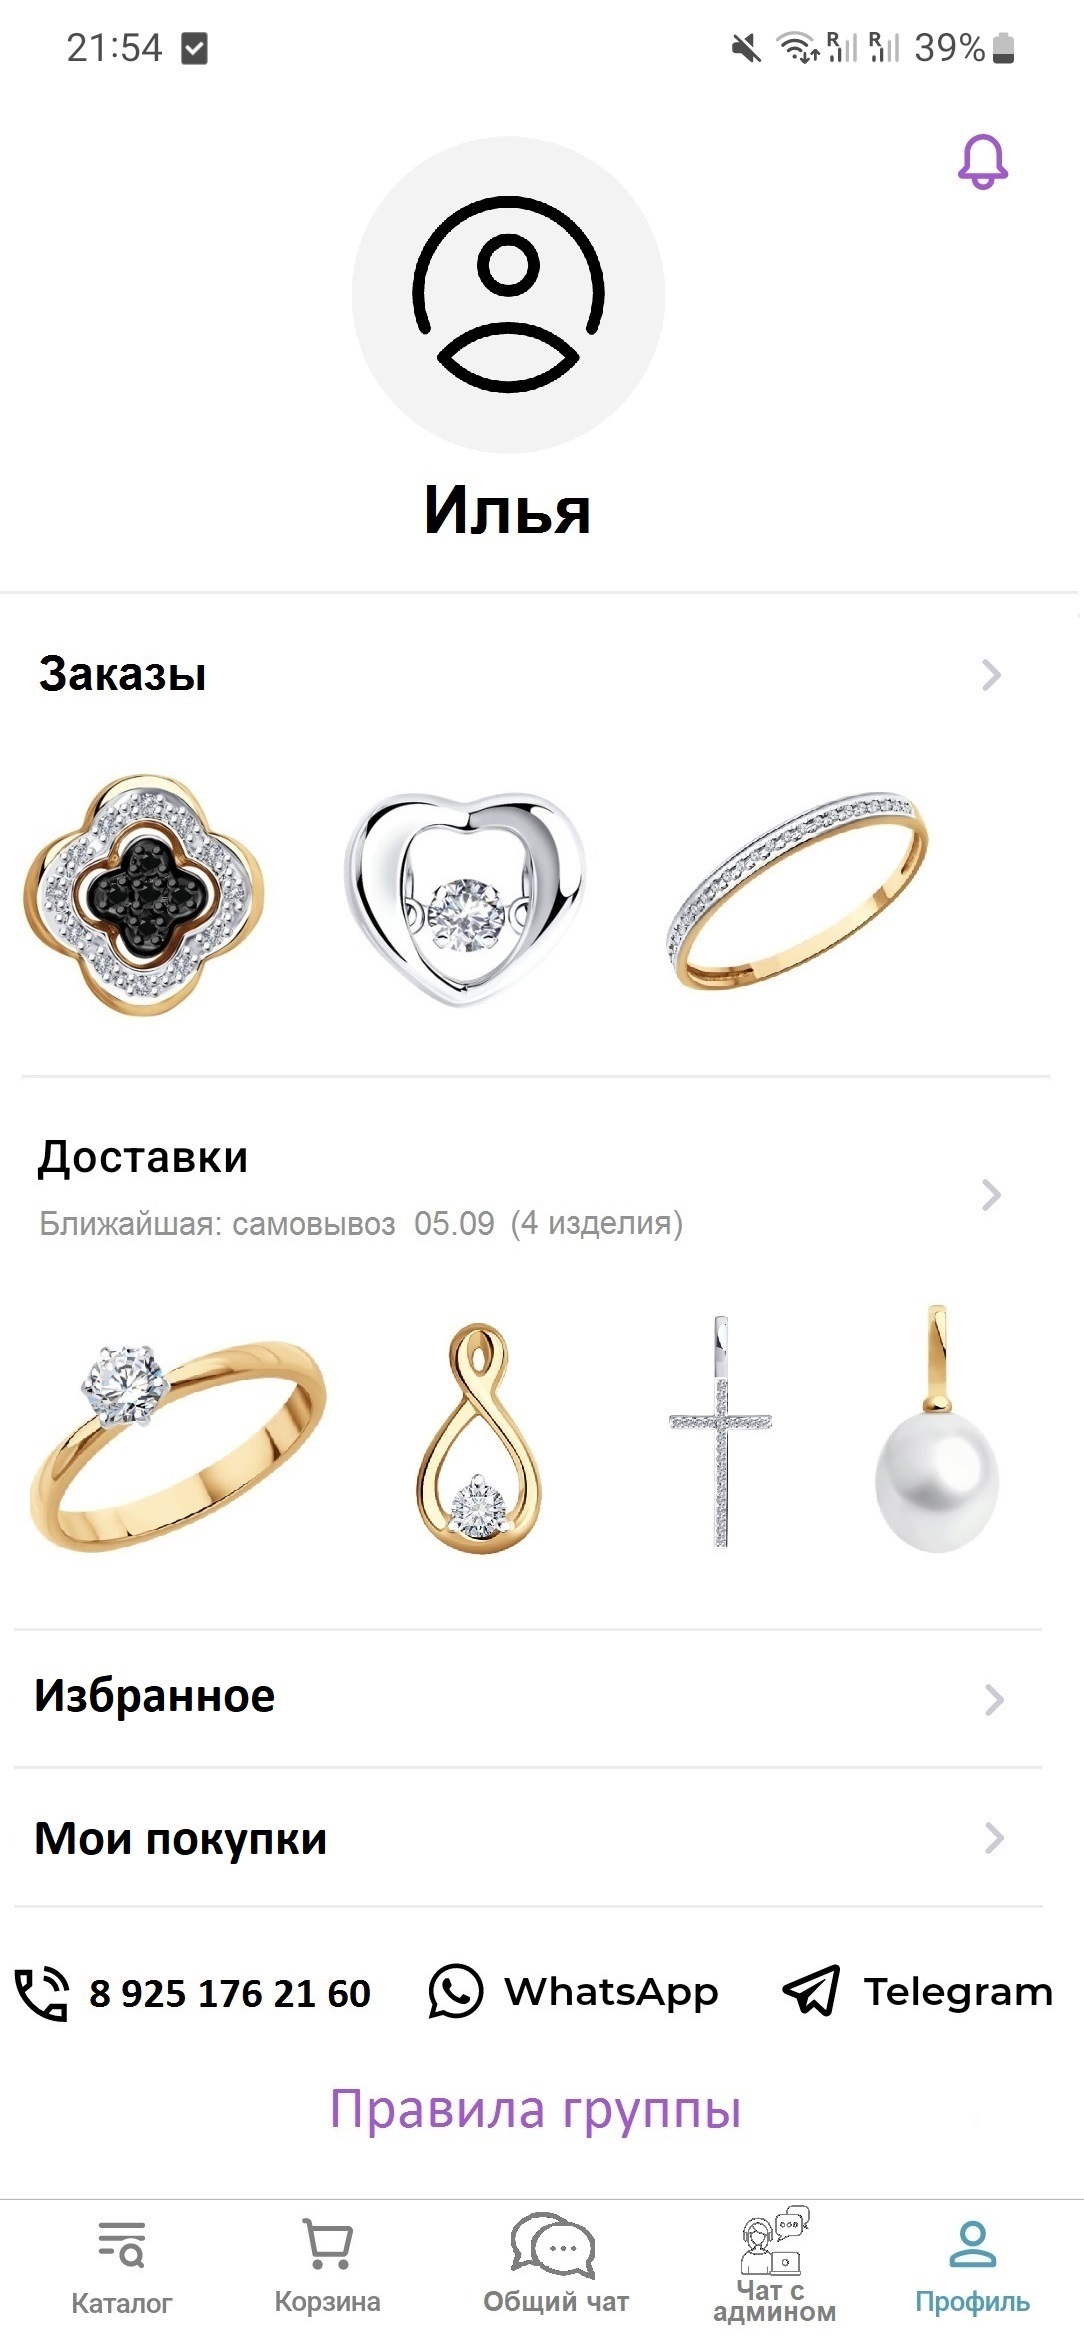 21:54
R R 39%
Илья
Заказы
Доставки
Ближайшая: самовывоз 05.09 (4 изделия)
Избранное
Мои покупки
8 925 176 21 60 WhatsApp Telegram
Правила группы
Каталог Корзина Общий чат Чат с админом Профиль